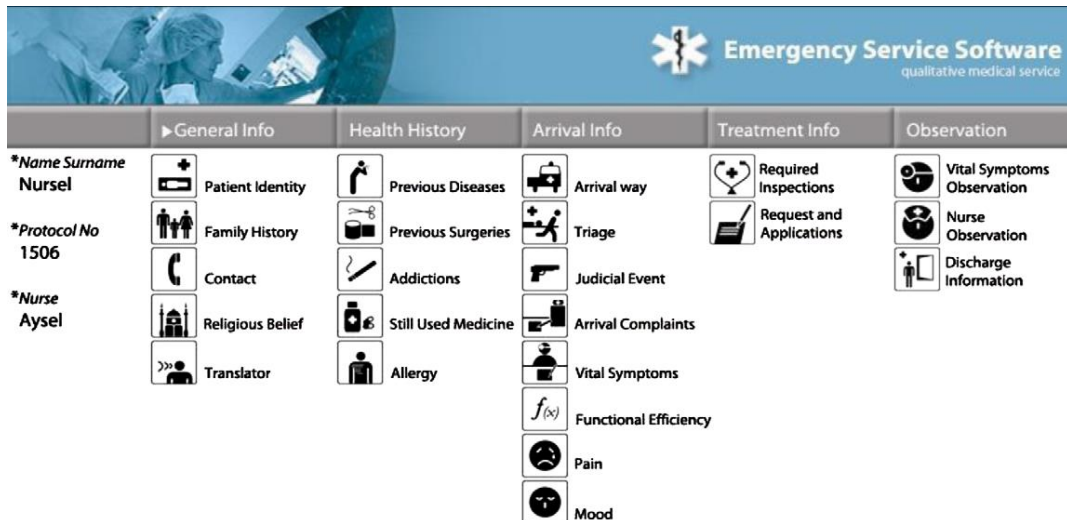 Emergency Service Software
qualitative medical service
▶General Info
Health History
Arrival Info
Treatment Info
Observation
*Name Surname
Nursel
*Protocol No
1506
*Nurse
Aysel
Patient Identity
Family History
Contact
Religious Belief
Translator
Previous Diseases
Previous Surgeries
Addictions
Still Used Medicine
Allergy
Arrival way
Triage
Judicial Event
Arrival Complaints
Vital Symptoms
f(x)
Functional Efficiency
Pain
Mood
Required
Inspections
Request and
Applications
Vital Symptoms
Observation
Nurse
Observation
Discharge
Information